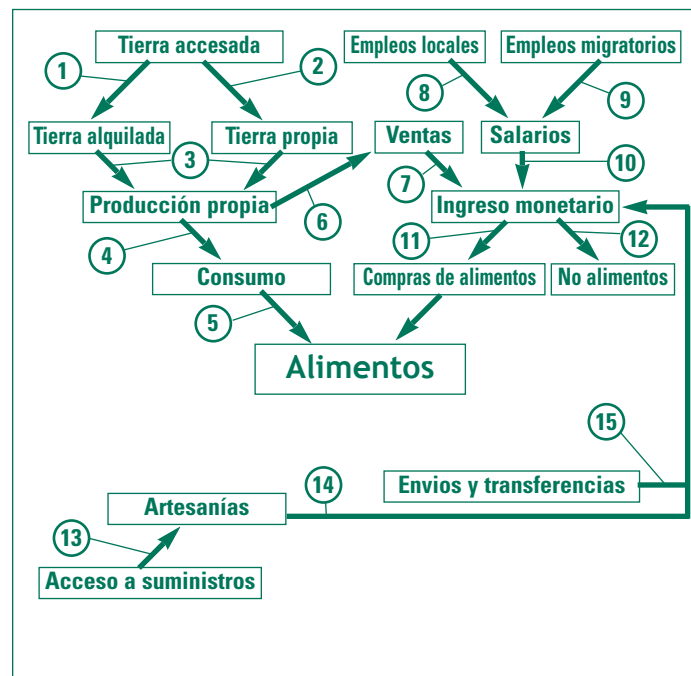 Tierra accesada
Empleos locales
Empleos migratorios
1
2
8
9
Tierra alquilada
Tierra propia
Ventas
Salarios
3
7
10
Producción propia
Ingreso monetario
6
4
11
12
Consumo
Compras de alimentos
No alimentos
5
Alimentos
15
14
Envios y transferencias
Artesanías
13
Acceso a suministros